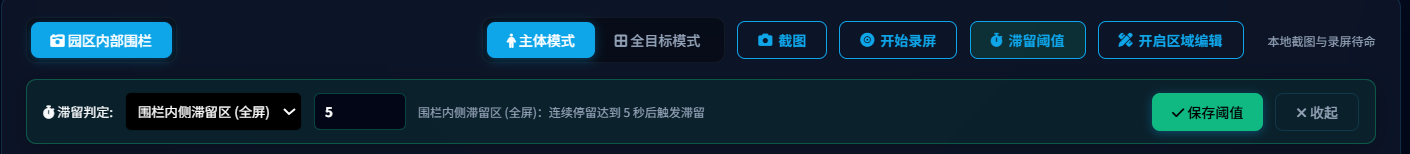 园区内部围栏 主体模式 全目标模式 截图 开始录屏 滞留阈值 开启区域编辑 本地截图与录屏待命
滞留判定: 围栏内侧滞留区 (全屏) 5 围栏内侧滞留区 (全屏)：连续停留达到 5 秒后触发滞留 保存阈值 收起